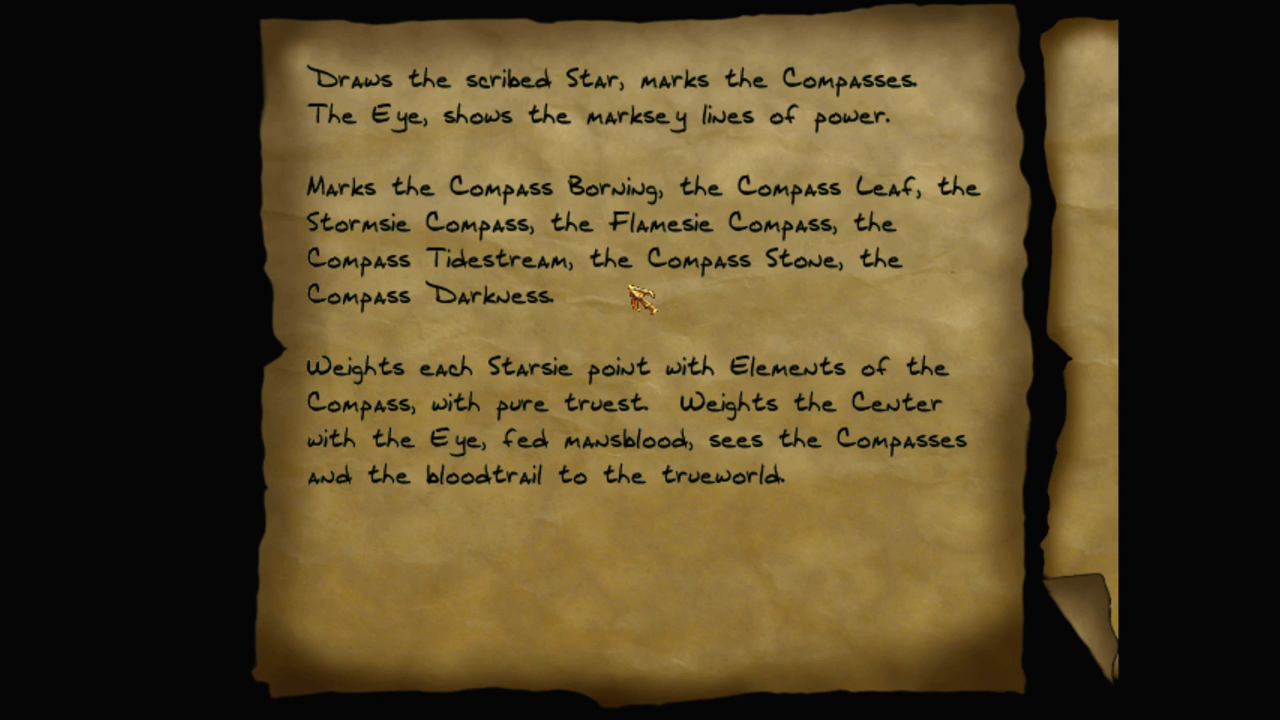 Draws the scribed Star, marks the Compasses.
The Eye, shows the marksey lines of power.
Marks the Compass Borning, the Compass Leaf, the
Stormsie Compass, the Flamesie Compass, the
Compass Tidestream, the Compass Stone, the
Compass Darkness.
Weights each Starsie point with Elements of the
Compass, with pure truest. Weights the Center
with the Eye, fed mansblood, sees the Compasses
and the bloodtrail to the trueworld.